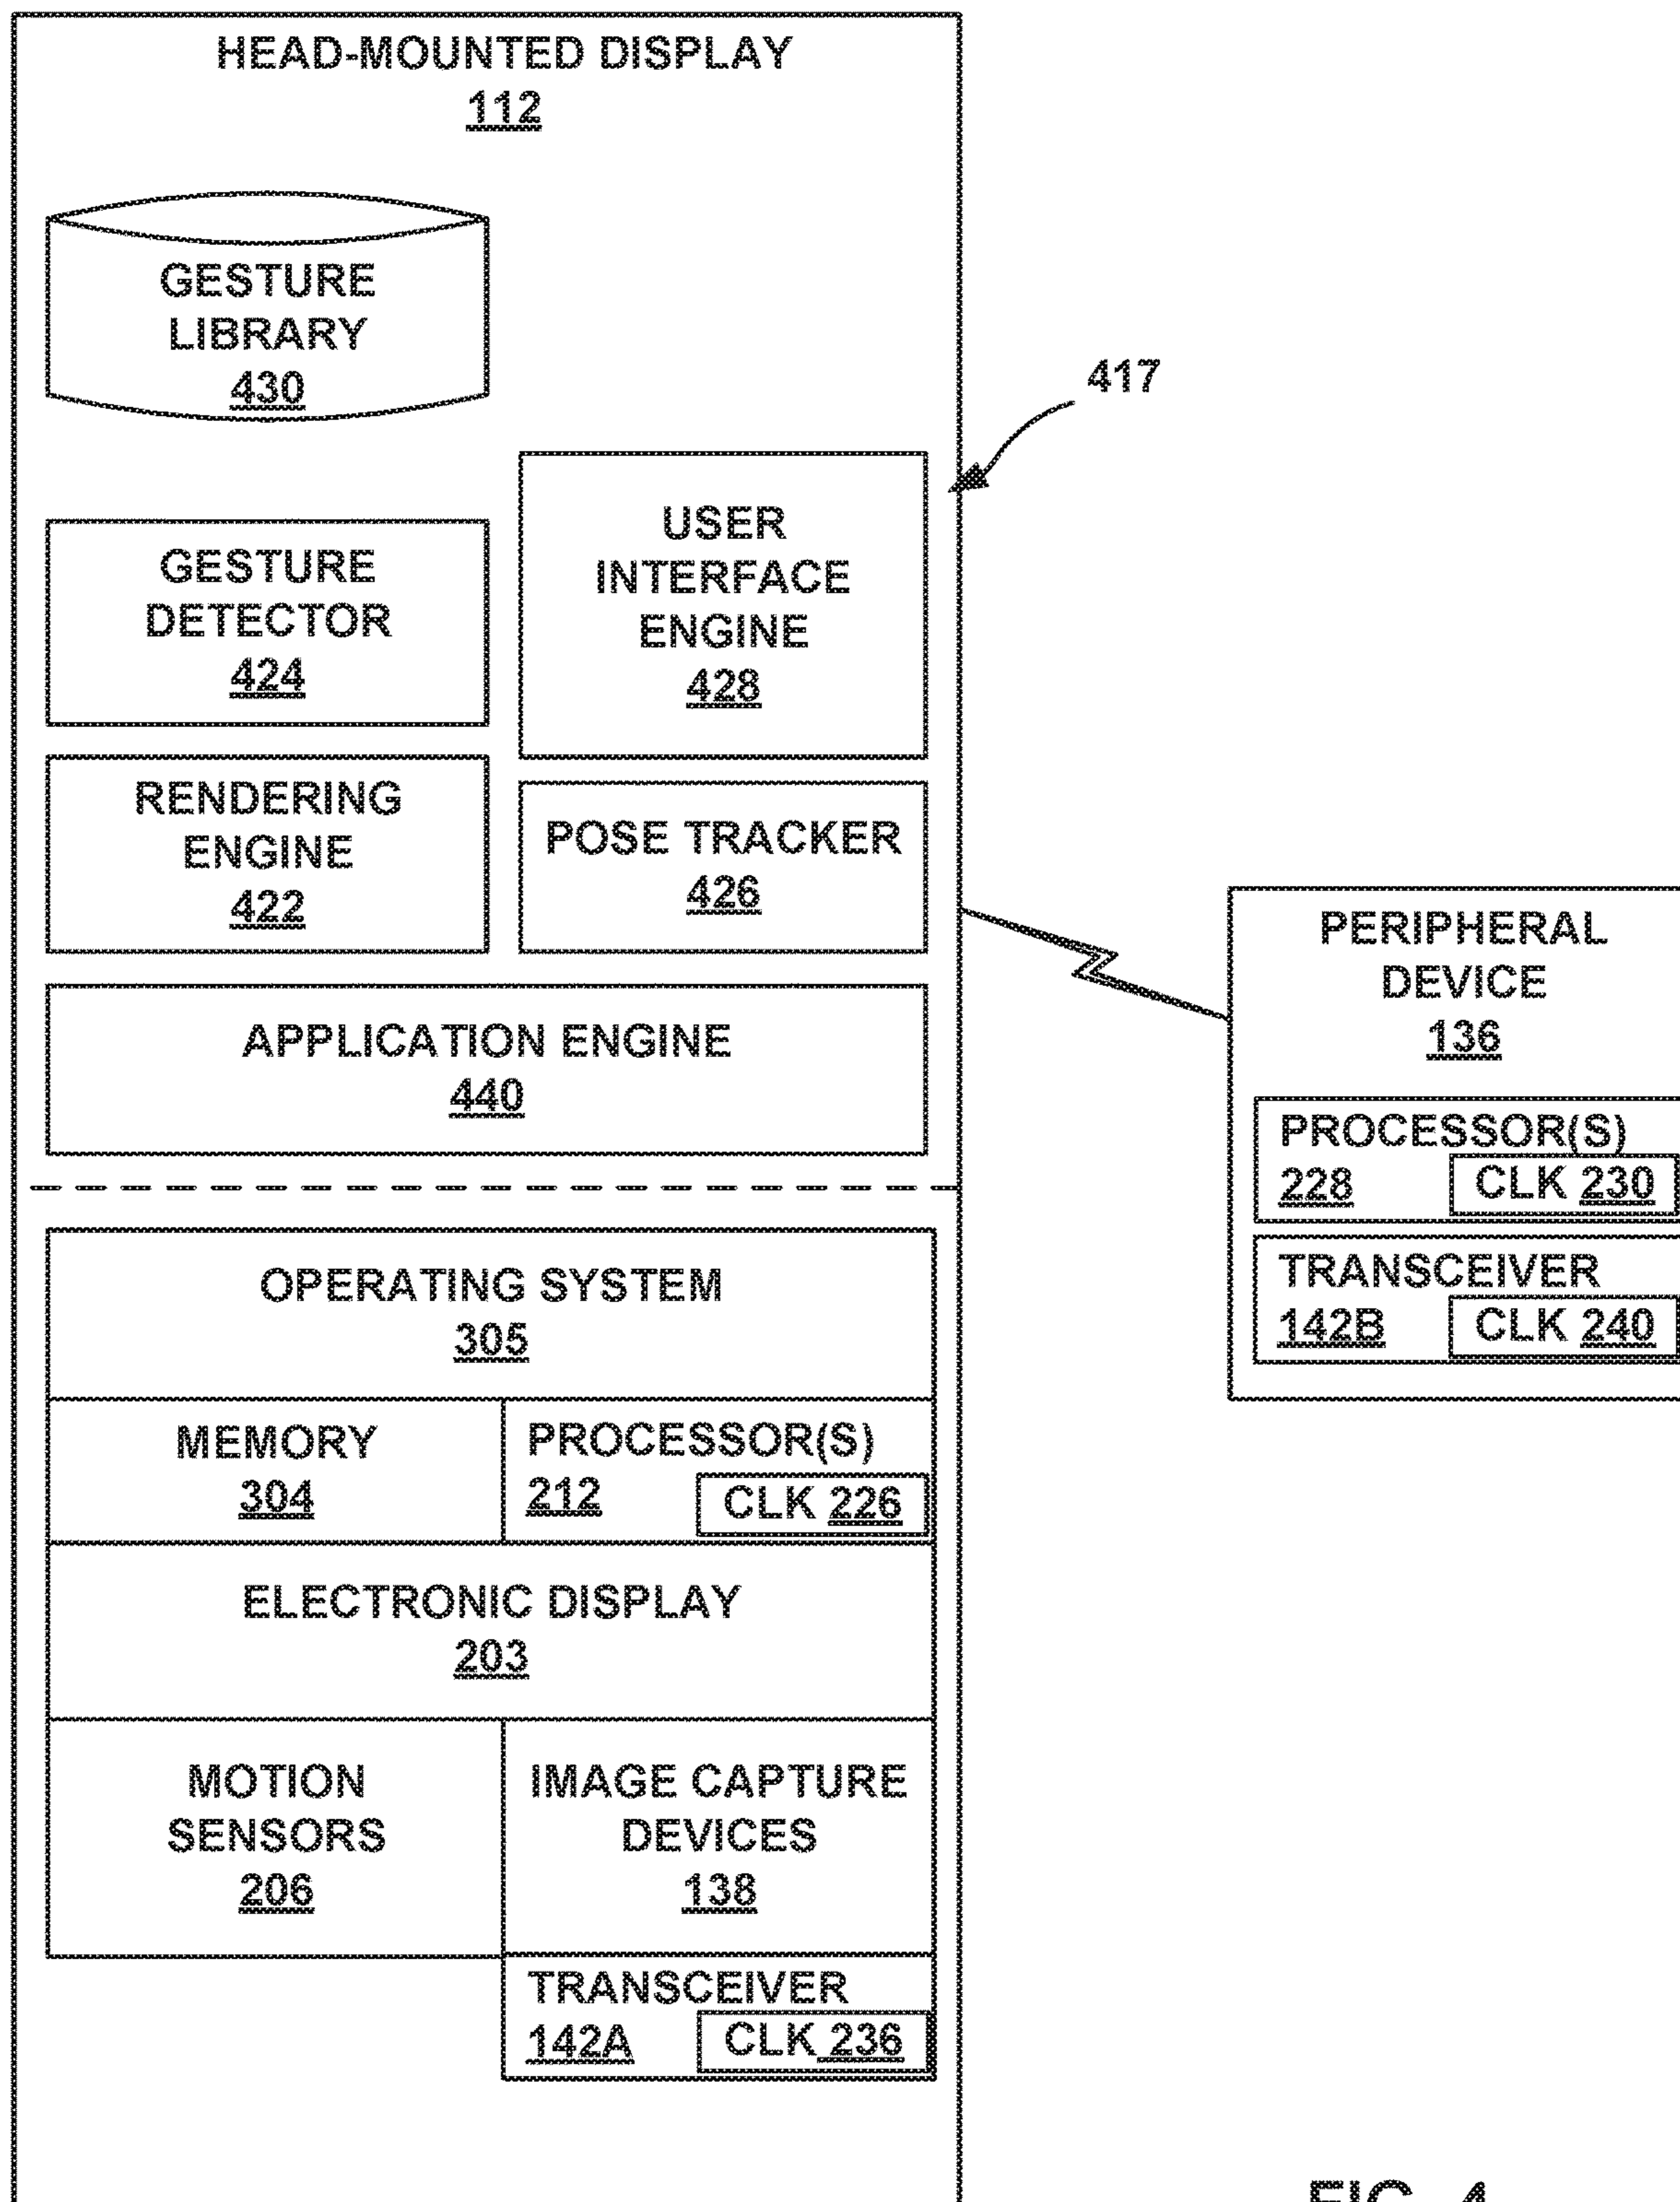 HEAD-MOUNTED DISPLAY
112
GESTURE
LIBRARY
430
417
USER
INTERFACE
ENGINE
428
GESTURE
DETECTOR
424
RENDERING
ENGINE
422
POSE TRACKER
426
APPLICATION ENGINE
440
PERIPHERAL
DEVICE
136
PROCESSOR(S)
228 CLK 230
TRANSCEIVER
142B CLK 240
OPERATING SYSTEM
305
MEMORY
304
PROCESSOR(S)
212 CLK 226
ELECTRONIC DISPLAY
203
MOTION
SENSORS
206
IMAGE CAPTURE
DEVICES
138
TRANSCEIVER
142A CLK 236
FIG. 4